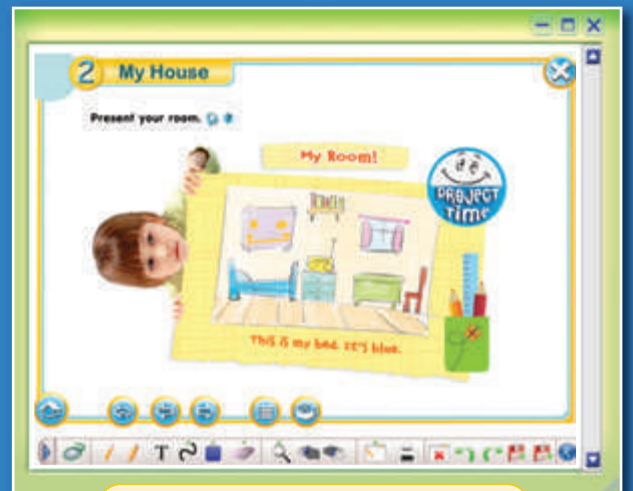 2 My House
Present your room.
My Room!
PROJECT
Time
This is my bed. It's blue.
T